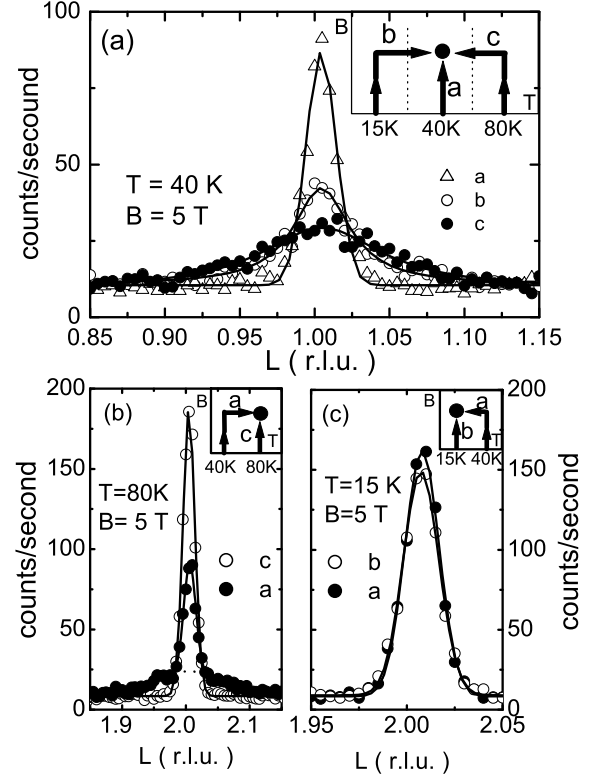 (a)
B
b
c
a
T
15K
40K
80K
T = 40 K
B = 5 T
a
b
c
counts/secound
100
50
0
0.85
0.90
0.95
1.00
1.05
1.10
1.15
L ( r.l.u. )
(b)
B
a
c
T
40K
80K
T=80K
B= 5 T
c
a
counts/second
200
150
100
50
0
1.9
2.0
2.1
L ( r.l.u. )
(c)
B
a
b
T
15K
40K
T=15 K
B=5 T
b
a
200
150
100
50
0
counts/second
1.95
2.00
2.05
L ( r.l.u. )